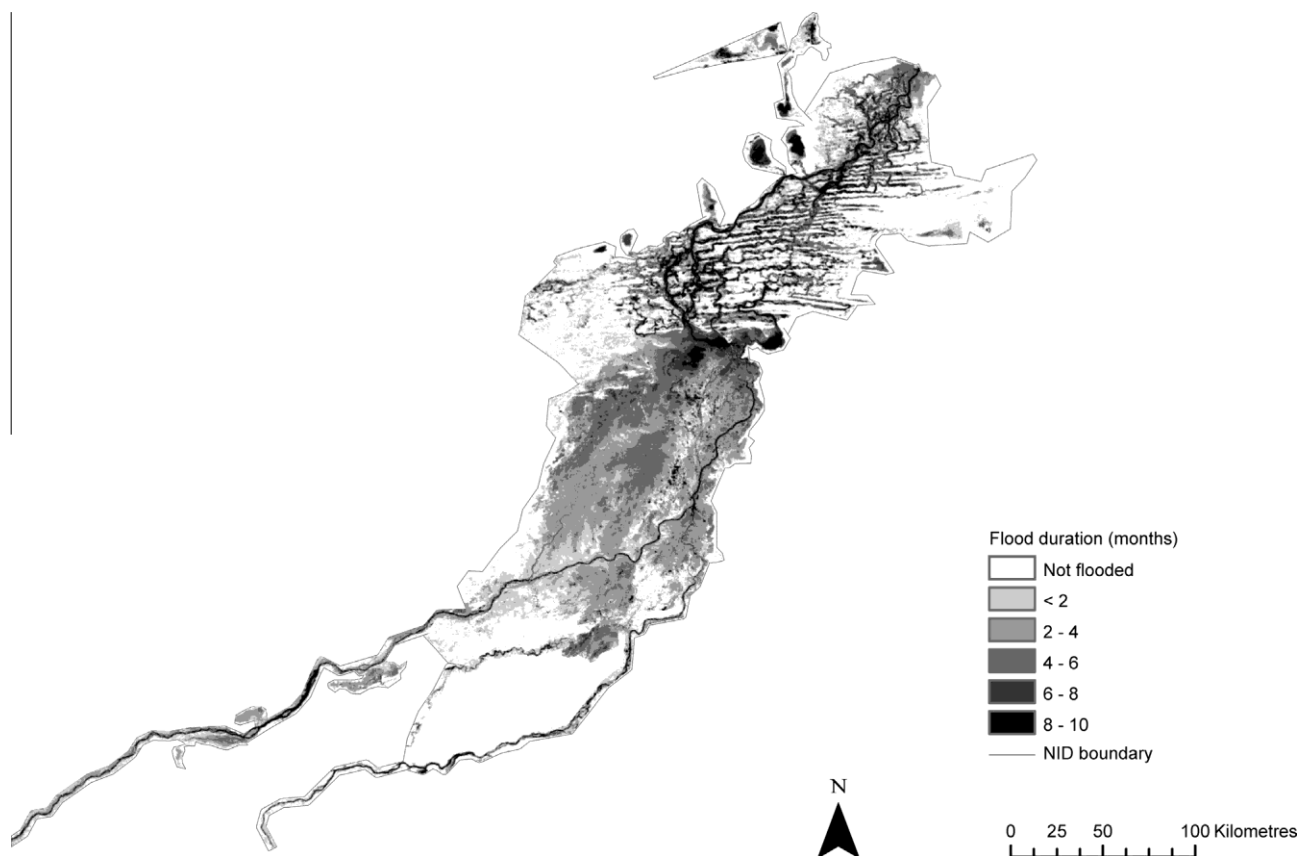 Flood duration (months)
Not flooded
< 2
2 - 4
4 - 6
6 - 8
8 - 10
NID boundary
N
0 25 50 100 Kilometres